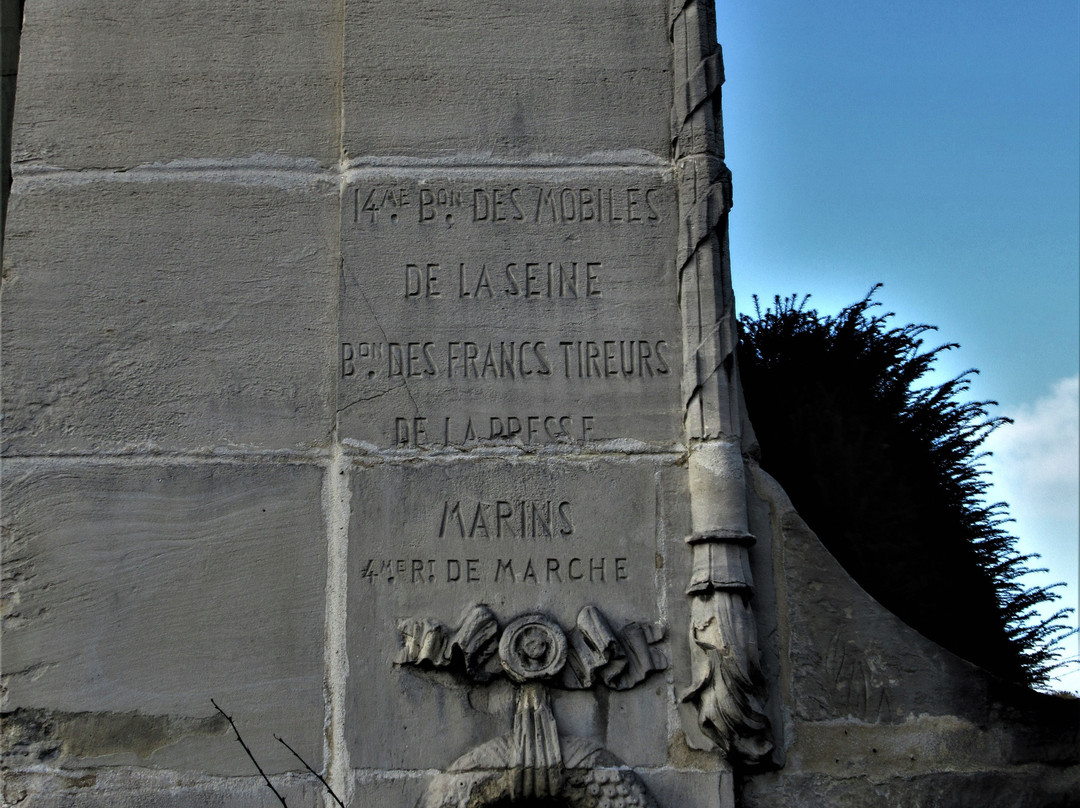 14ME BON DES MOBILES
DE LA SEINE
BON DES FRANCS TIREURS
DE LA PRESSE
MARINS
4ME RT DE MARCHE